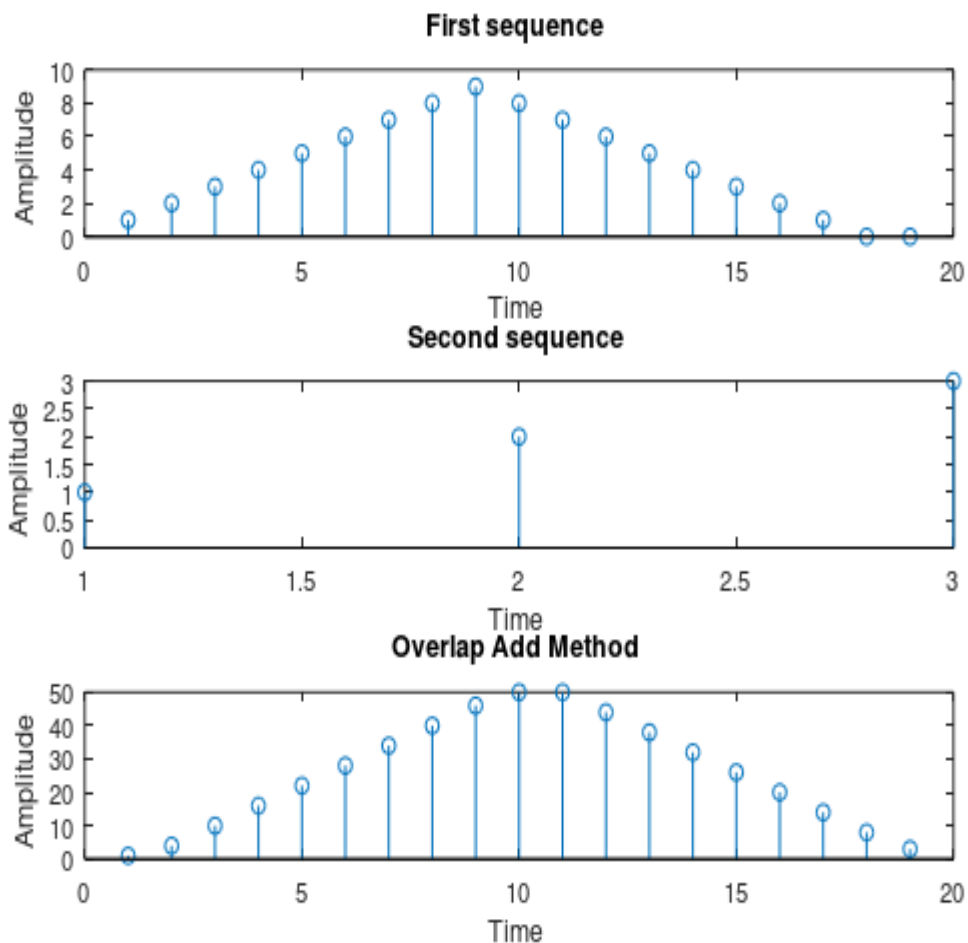 First sequence
10
8
6
4
2
0
Amplitude
0 5 10 15 20
Time
Second sequence
3
2.5
2
1.5
1
0.5
0
Amplitude
1 1.5 2 2.5 3
Time
Overlap Add Method
50
40
30
20
10
0
Amplitude
0 5 10 15 20
Time